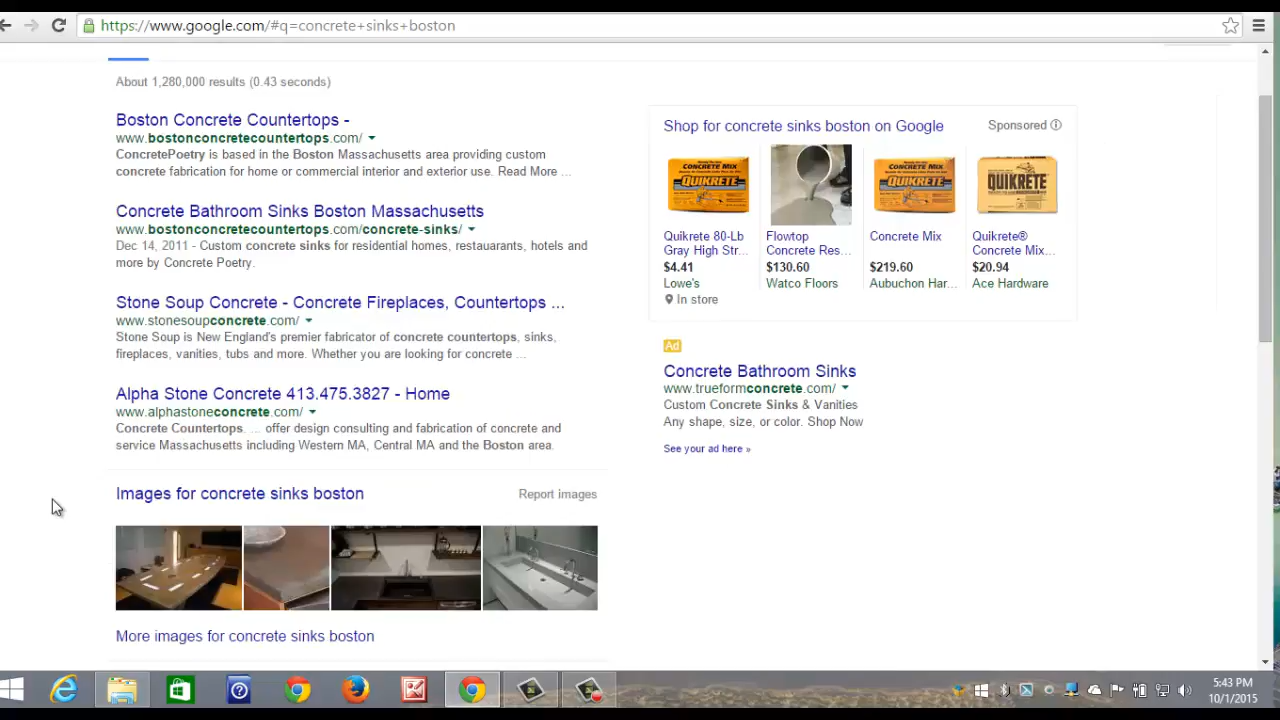 https://www.google.com/#q=concrete+sinks+boston
About 1,280,000 results (0.43 seconds)
Boston Concrete Countertops -
www.bostonconcretecountertops.com/
ConcretePoetry is based in the Boston Massachusetts area providing custom
concrete fabrication for home or commercial interior and exterior use. Read More ...
Concrete Bathroom Sinks Boston Massachusetts
www.bostonconcretecountertops.com/concrete-sinks/
Dec 14, 2011 - Custom concrete sinks for residential homes, restauarants, hotels and
more by Concrete Poetry.
Stone Soup Concrete - Concrete Fireplaces, Countertops ...
www.stonesoupconcrete.com/
Stone Soup is New England's premier fabricator of concrete countertops, sinks,
fireplaces, vanities, tubs and more. Whether you are looking for concrete ...
Alpha Stone Concrete 413.475.3827 - Home
www.alphastoneconcrete.com/
Concrete Countertops. ... offer design consulting and fabrication of concrete and
service Massachusetts including Western MA, Central MA and the Boston area.
Images for concrete sinks boston
Report images
More images for concrete sinks boston
Shop for concrete sinks boston on Google
Sponsored
CONCRETE MIX
QUIKRETE
CONCRETE MIX
QUIKRETE
QUIKRETE
Quikrete 80-Lb
Gray High Str...
$4.41
Lowe's
In store
Flowtop
Concrete Res...
$130.60
Watco Floors
Concrete Mix
$219.60
Aubuchon Har...
Quikrete®
Concrete Mix...
$20.94
Ace Hardware
Ad
Concrete Bathroom Sinks
www.trueformconcrete.com/
Custom Concrete Sinks & Vanities
Any shape, size, or color. Shop Now
See your ad here »
5:43 PM
10/1/2015